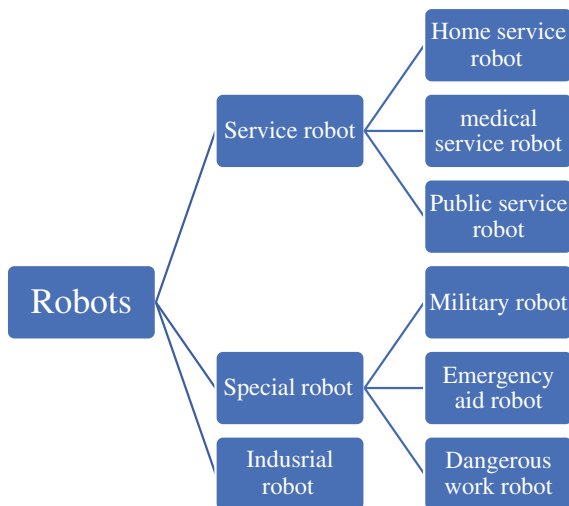 Robots
Service robot
Home service
robot
medical
service robot
Public service
robot
Special robot
Military robot
Emergency
aid robot
Dangerous
work robot
Indusrial
robot